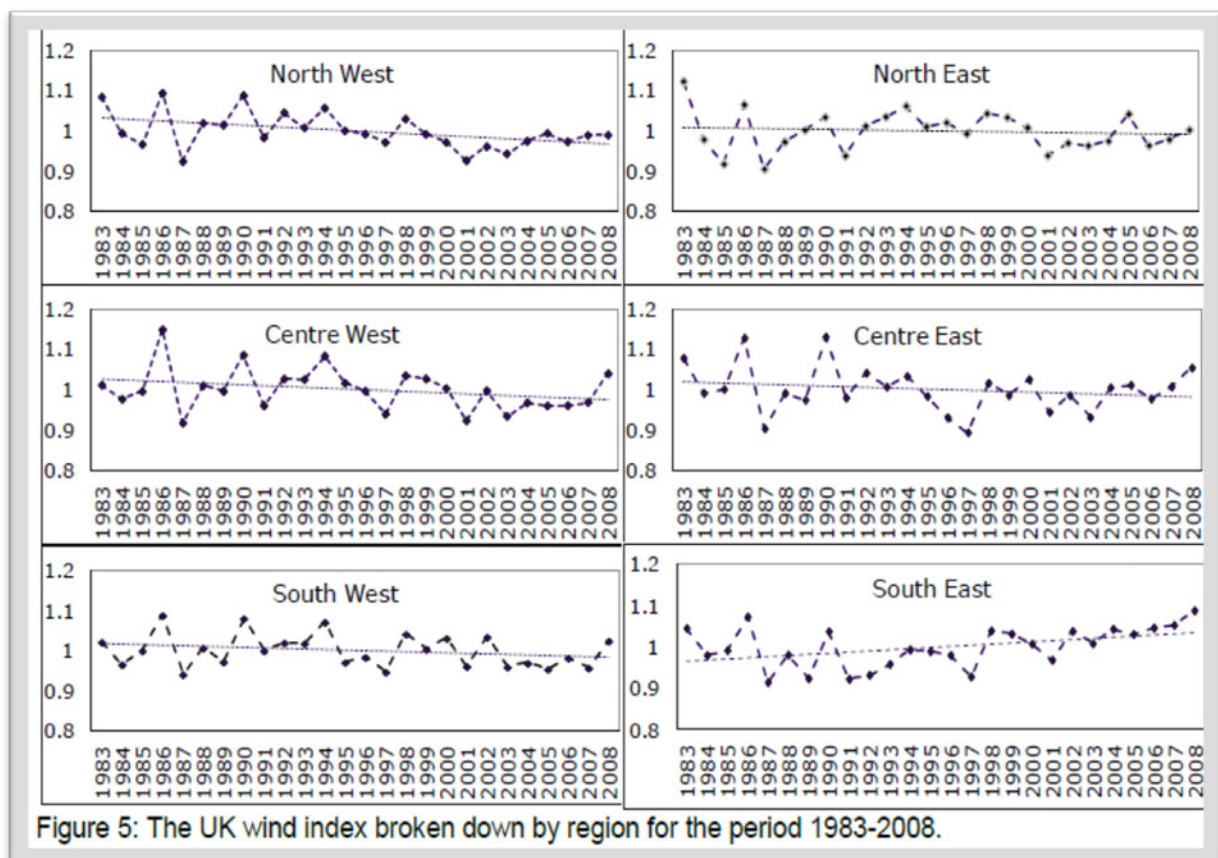 1.2
1.1
1
0.9
0.8
North West
1983 1984 1985 1986 1987 1988 1989 1990 1991 1992 1993 1994 1995 1996 1997 1998 1999 2000 2001 2002 2003 2004 2005 2006 2007 2008
North East
1983 1984 1985 1986 1987 1988 1989 1990 1991 1992 1993 1994 1995 1996 1997 1998 1999 2000 2001 2002 2003 2004 2005 2006 2007 2008
1.2
1.1
1
0.9
0.8
Centre West
1983 1984 1985 1986 1987 1988 1989 1990 1991 1992 1993 1994 1995 1996 1997 1998 1999 2000 2001 2002 2003 2004 2005 2006 2007 2008
1.2
1.1
1
0.9
0.8
Centre East
1983 1984 1985 1986 1987 1988 1989 1990 1991 1992 1993 1994 1995 1996 1997 1998 1999 2000 2001 2002 2003 2004 2005 2006 2007 2008
1.2
1.1
1
0.9
0.8
South West
1983 1984 1985 1986 1987 1988 1989 1990 1991 1992 1993 1994 1995 1996 1997 1998 1999 2000 2001 2002 2003 2004 2005 2006 2007 2008
1.2
1.1
1
0.9
0.8
South East
1983 1984 1985 1986 1987 1988 1989 1990 1991 1992 1993 1994 1995 1996 1997 1998 1999 2000 2001 2002 2003 2004 2005 2006 2007 2008
1.2
1.1
1
0.9
0.8
Figure 5: The UK wind index broken down by region for the period 1983-2008.